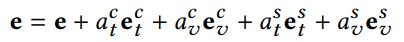 e = e + a_t^c e_t^c + a_v^c e_v^c + a_t^s e_t^s + a_v^s e_v^s